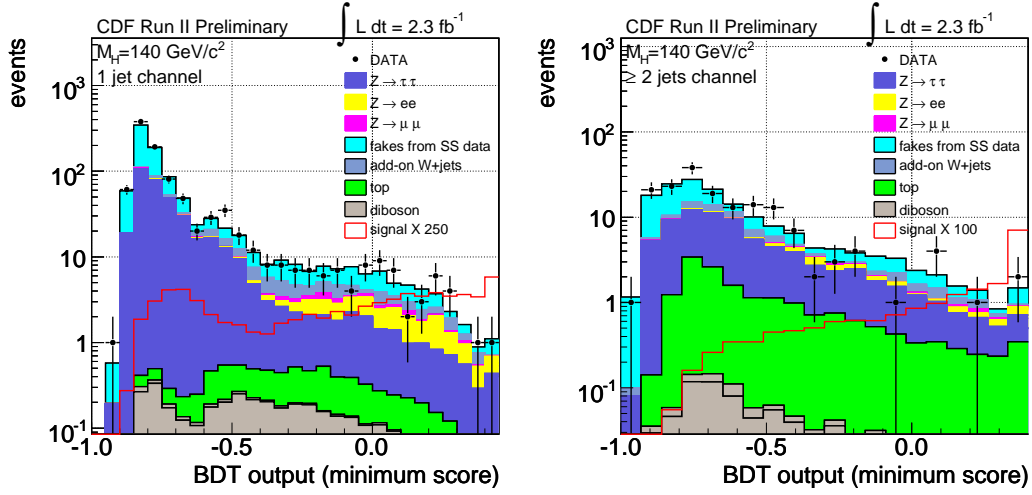 CDF Run II Preliminary ∫ L dt = 2.3 fb⁻¹
M_H=140 GeV/c²
1 jet channel
DATA
Z → τ τ
Z → ee
Z → μ μ
fakes from SS data
add-on W+jets
top
diboson
signal X 250
events
10³
10²
10
1
10⁻¹
-1.0 -0.5 0.0
BDT output (minimum score)
CDF Run II Preliminary ∫ L dt = 2.3 fb⁻¹
M_H=140 GeV/c²
≥ 2 jets channel
DATA
Z → τ τ
Z → ee
Z → μ μ
fakes from SS data
add-on W+jets
top
diboson
signal X 100
events
10³
10²
10
1
10⁻¹
-1.0 -0.5 0.0
BDT output (minimum score)